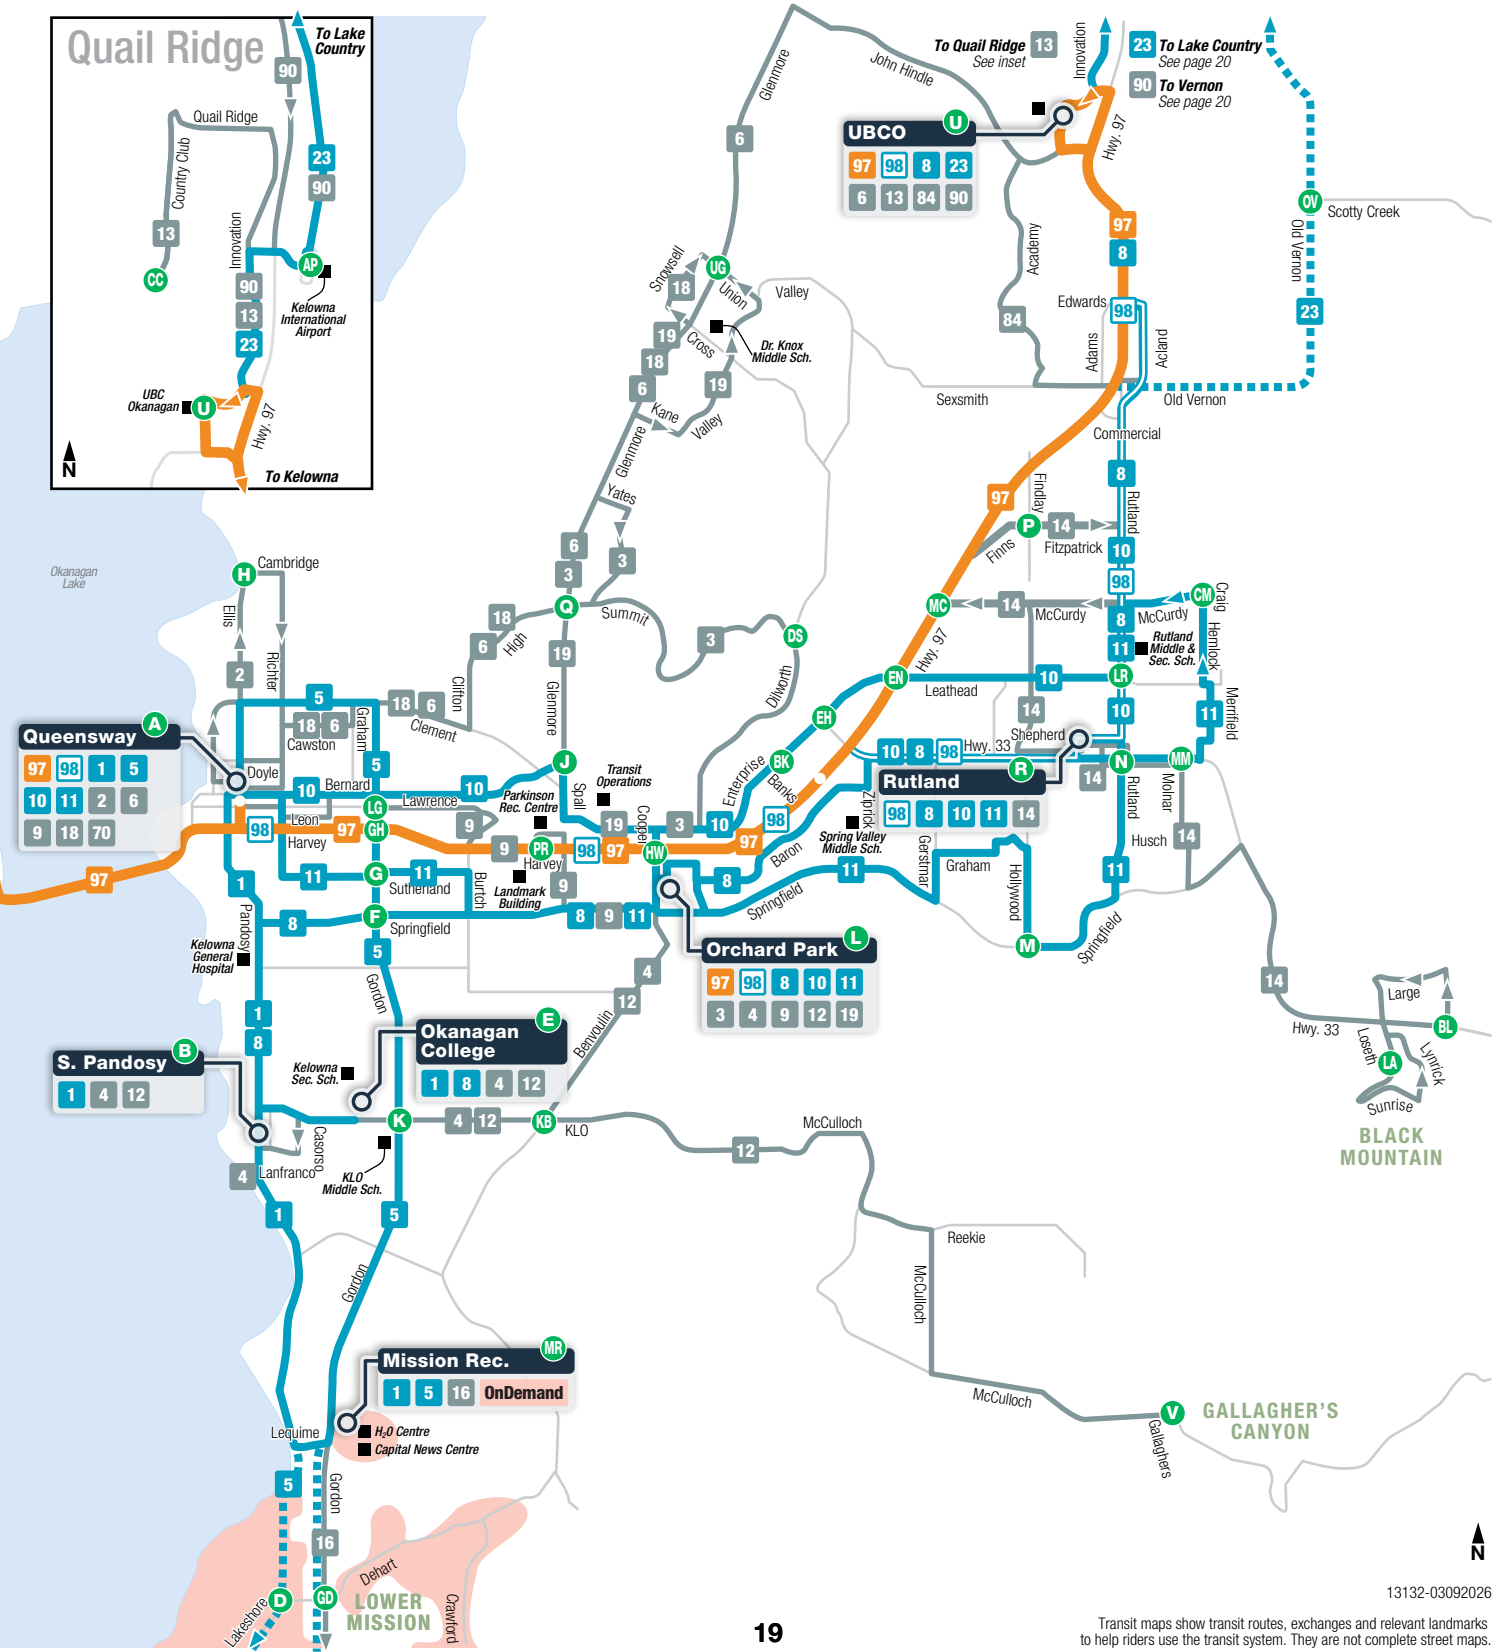 Quail Ridge
To Lake
Country
90
Quail Ridge
Country Club
23
90
13
Innovation
CC
AP
90
13
23
Kelowna
International
Airport
UBC
Okanagan
U
Hwy. 97
N
To Kelowna
To Quail Ridge 13
See inset
Innovation
23 To Lake Country
See page 20
90 To Vernon
See page 20
Glenmore
John Hindle
6
UBCO U
97 98 8 23
6 13 84 90
Hwy. 97
97
8
OV
Scotty Creek
Old Vernon
23
Academy
Edwards
98
84
Adams
Acland
Sexsmith
Old Vernon
Commercial
Snowsell
UG
18
Union
Valley
19
Cross
Dr. Knox
Middle Sch.
18
6
19
Kane
Valley
Glenmore
Yates
6
3
3
8
Rutland
97
Findlay
P
14
Finns
Fitzpatrick
10
98
Okanagan
Lake
H
Cambridge
Ellis
Richter
2
Q
Summit
18
High
6
19
3
DS
MC
14
McCurdy
8
McCurdy
CM
Craig
11
Rutland
Middle &
Sec. Sch.
Hemlock
Hwy. 97
EN
Leathead
10
LR
Dilworth
Clifton
Glenmore
5
18 6
Clement
18 6
Cawston
Graham
5
EH
14
10
11
Merrifield
Shepherd
Queensway A
97 98 1 5
10 11 2 6
9 18 70
Doyle
10
Bernard
10
J
Transit
Operations
Enterprise
BK
Banks
10 8 98 Hwy. 33
Rutland R
98 8 10 11 14
N
MM
14
Rutland
Molnar
LG
Lawrence
Parkinson
Rec. Centre
Spall
Cooper
Leon
98
Harvey
97
GH
9
9
PR
Harvey
19
3
10
98
98
97
HW
97
Ziprick
Spring Valley
Middle Sch.
Baron
Gerstmar
Graham
Hollywood
Husch
14
11
11
G
11
Sutherland
Burtch
Landmark
Building
9
8
11
Springfield
1
Pandosy
8
F
Springfield
8 9 11
Orchard Park L
97 98 8 10 11
3 4 9 12 19
M
Springfield
Kelowna
General
Hospital
5
Gordon
4
12
Benvoulin
14
Large
Hwy. 33
BL
Loseth
LA
Lynrick
Sunrise
BLACK
MOUNTAIN
1
8
Okanagan
College E
1 8 4 12
S. Pandosy B
1 4 12
Kelowna
Sec. Sch.
K
4 12
KB
KLO
McCulloch
12
Casorso
4
Lanfranco
KLO
Middle Sch.
1
5
Reekie
McCulloch
Gordon
McCulloch
V
Gallaghers
GALLAGHER'S
CANYON
Mission Rec. MR
1 5 16 OnDemand
Lequime
H₂0 Centre
Capital News Centre
5
Gordon
16
Dehart
D
GD
Lakeshore
LOWER
MISSION
Crawford
N
13132-03092026
19
Transit maps show transit routes, exchanges and relevant landmarks
to help riders use the transit system. They are not complete street maps.